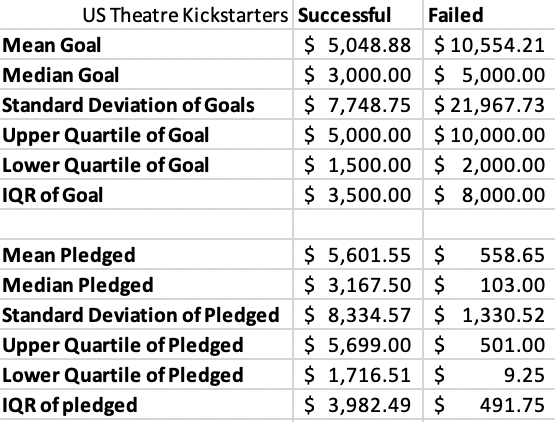 US Theatre Kickstarters Successful Failed
Mean Goal $ 5,048.88 $ 10,554.21
Median Goal $ 3,000.00 $ 5,000.00
Standard Deviation of Goals $ 7,748.75 $ 21,967.73
Upper Quartile of Goal $ 5,000.00 $ 10,000.00
Lower Quartile of Goal $ 1,500.00 $ 2,000.00
IQR of Goal $ 3,500.00 $ 8,000.00
Mean Pledged $ 5,601.55 $ 558.65
Median Pledged $ 3,167.50 $ 103.00
Standard Deviation of Pledged $ 8,334.57 $ 1,330.52
Upper Quartile of Pledged $ 5,699.00 $ 501.00
Lower Quartile of Pledged $ 1,716.51 $ 9.25
IQR of pledged $ 3,982.49 $ 491.75